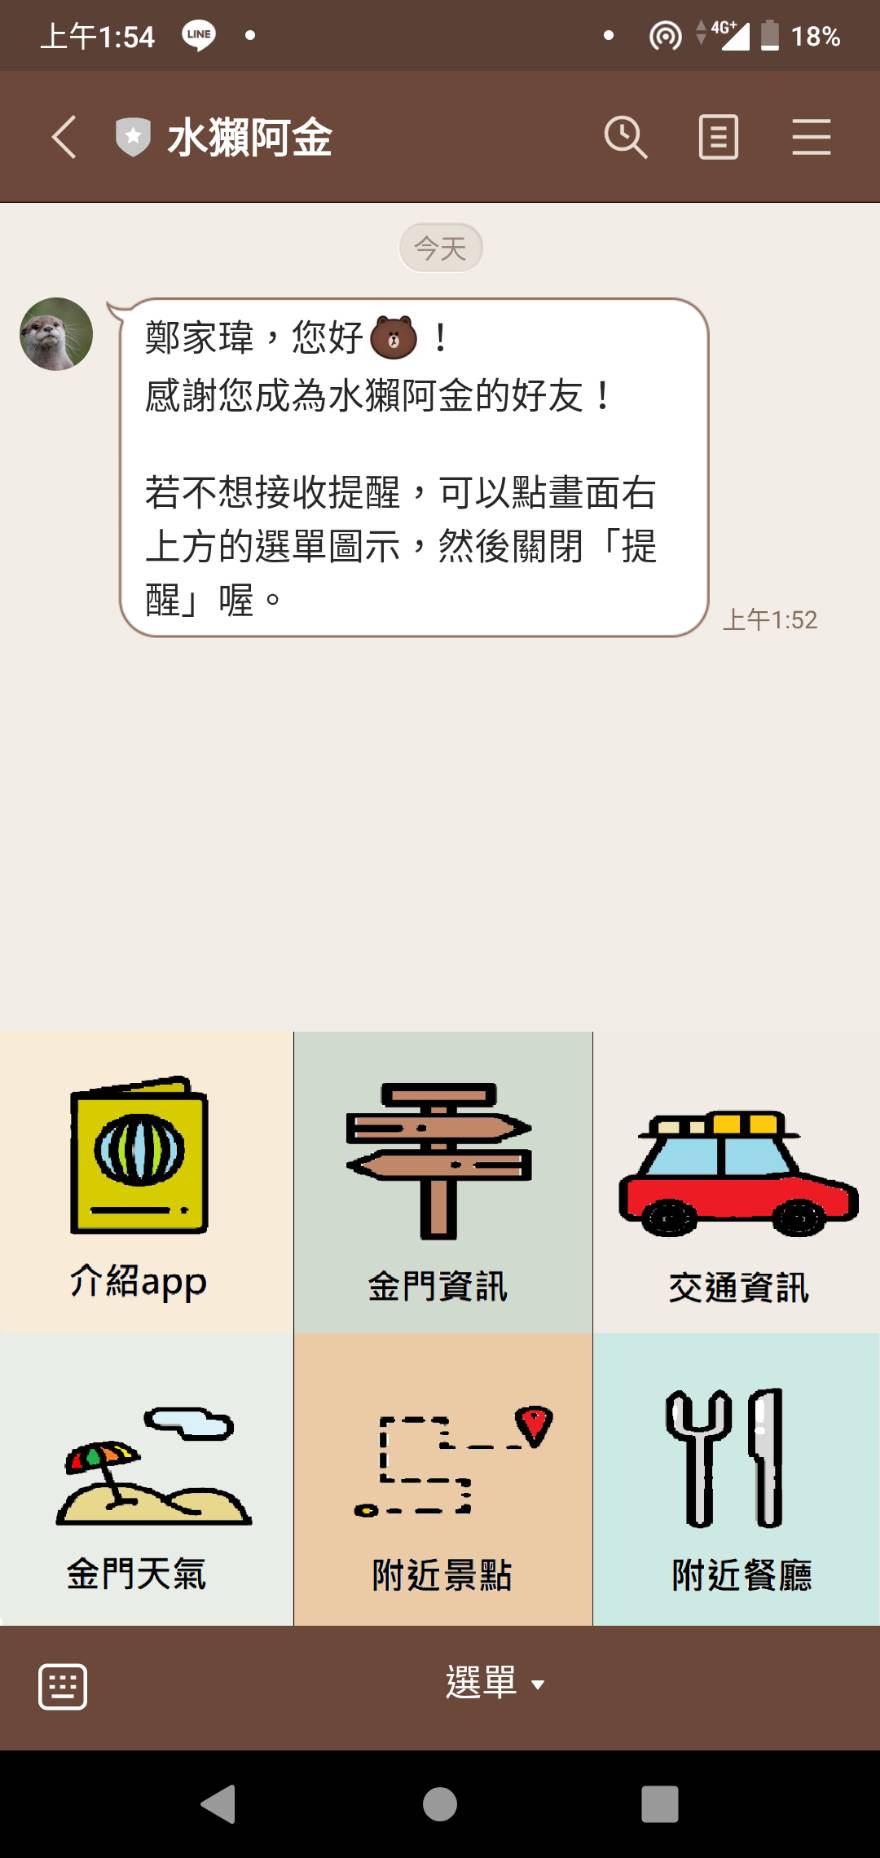 上午1:54 LINE 4G+ 18%
水獺阿金
今天
鄭家瑋，您好！
感謝您成為水獺阿金的好友！
若不想接收提醒，可以點畫面右
上方的選單圖示，然後關閉「提
醒」喔。
上午1:52
介紹app
金門資訊
交通資訊
金門天氣
附近景點
附近餐廳
選單